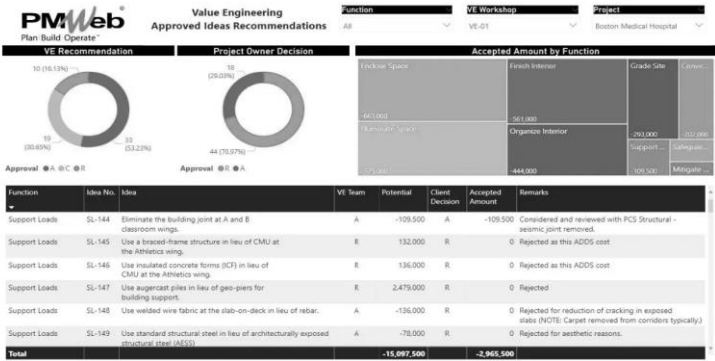 PMWeb
Plan Build Operate
Value Engineering
Approved Ideas Recommendations
Function
All
VE Workshop
VE-01
Project
Boston Medical Hospital
VE Recommendation
Project Owner Decision
Accepted Amount by Function
10 (16.13%)
19
(30.65%)
33
(53.23%)
Approval A C R
18
(29.03%)
44 (70.97%)
Approval R A
Enclose Space
Finish Interior
-561,000
Organize Interior
-444,000
Grade Site
-293,000
Support ...
-109,500
Safeguar...
Mitigate ...
Function Idea No. Idea VE Team Potential Client Decision Accepted Amount Remarks
Support Loads SL-144 Eliminate the building joint at A and B classroom wings. A -109,500 A -109,500 Considered and reviewed with PCS Structural - seismic joint removed.
Support Loads SL-145 Use a braced-frame structure in lieu of CMU at the Athletics wing. R 132,000 R 0 Rejected as this ADDS cost
Support Loads SL-146 Use insulated concrete forms (ICF) in lieu of CMU at the Athletics wing. R 136,000 R 0 Rejected as this ADDS cost
Support Loads SL-147 Use augercast piles in lieu of geo-piers for building support. R 2,479,000 R 0 Rejected
Support Loads SL-148 Use welded wire fabric at the slab-on-deck in lieu of rebar. A -136,000 R 0 Rejected for reduction of cracking in exposed slabs (NOTE: Carpet removed from corridors typically.)
Support Loads SL-149 Use standard structural steel in lieu of architecturally exposed structural steel (AESS) A -78,000 R 0 Rejected for aesthetic reasons.
Total -15,097,500 -2,965,500